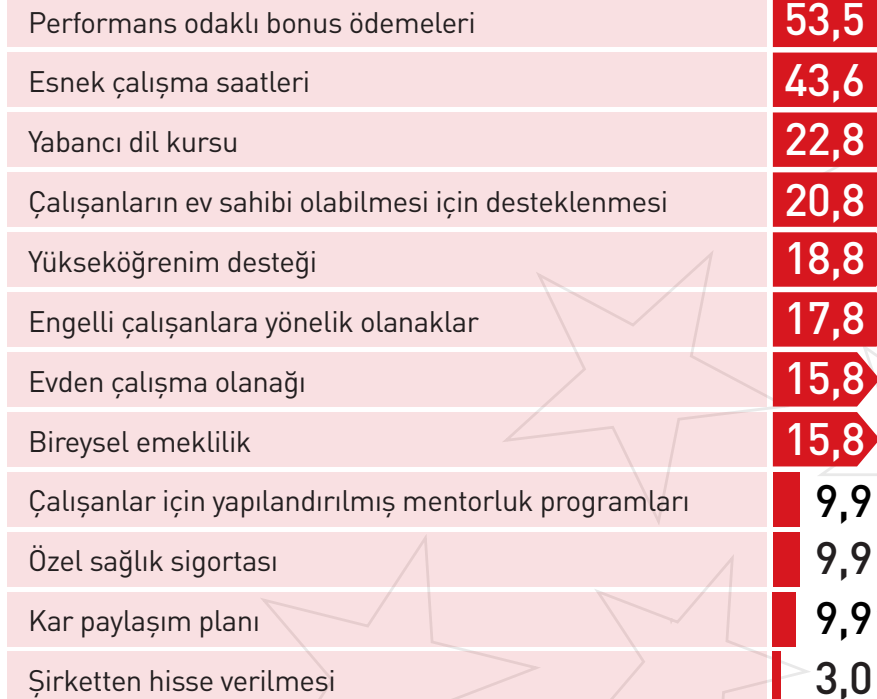 Performans odaklı bonus ödemeleri 53,5
Esnek çalışma saatleri 43,6
Yabancı dil kursu 22,8
Çalışanların ev sahibi olabilmesi için desteklenmesi 20,8
Yükseköğrenim desteği 18,8
Engelli çalışanlara yönelik olanaklar 17,8
Evden çalışma olanağı 15,8
Bireysel emeklilik 15,8
Çalışanlar için yapılandırılmış mentorluk programları 9,9
Özel sağlık sigortası 9,9
Kar paylaşım planı 9,9
Şirketten hisse verilmesi 3,0